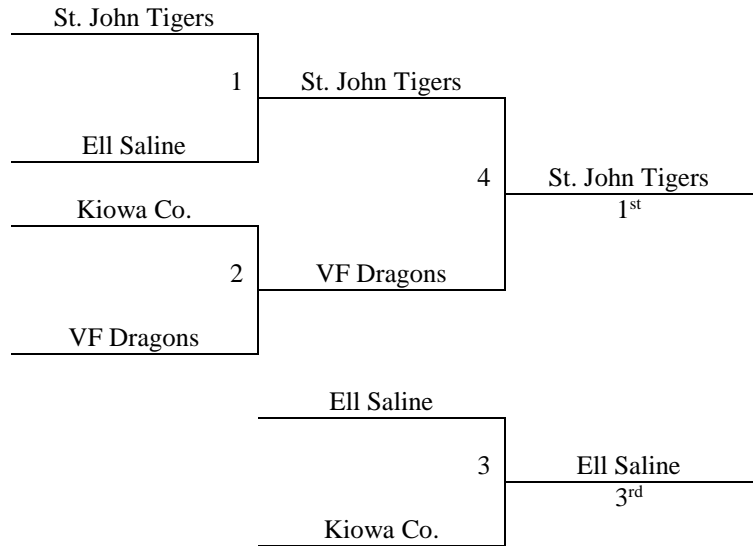 St. John Tigers
1
St. John Tigers
Ell Saline
4
St. John Tigers
1st
Kiowa Co.
2
VF Dragons
VF Dragons
Ell Saline
3
Ell Saline
3rd
Kiowa Co.